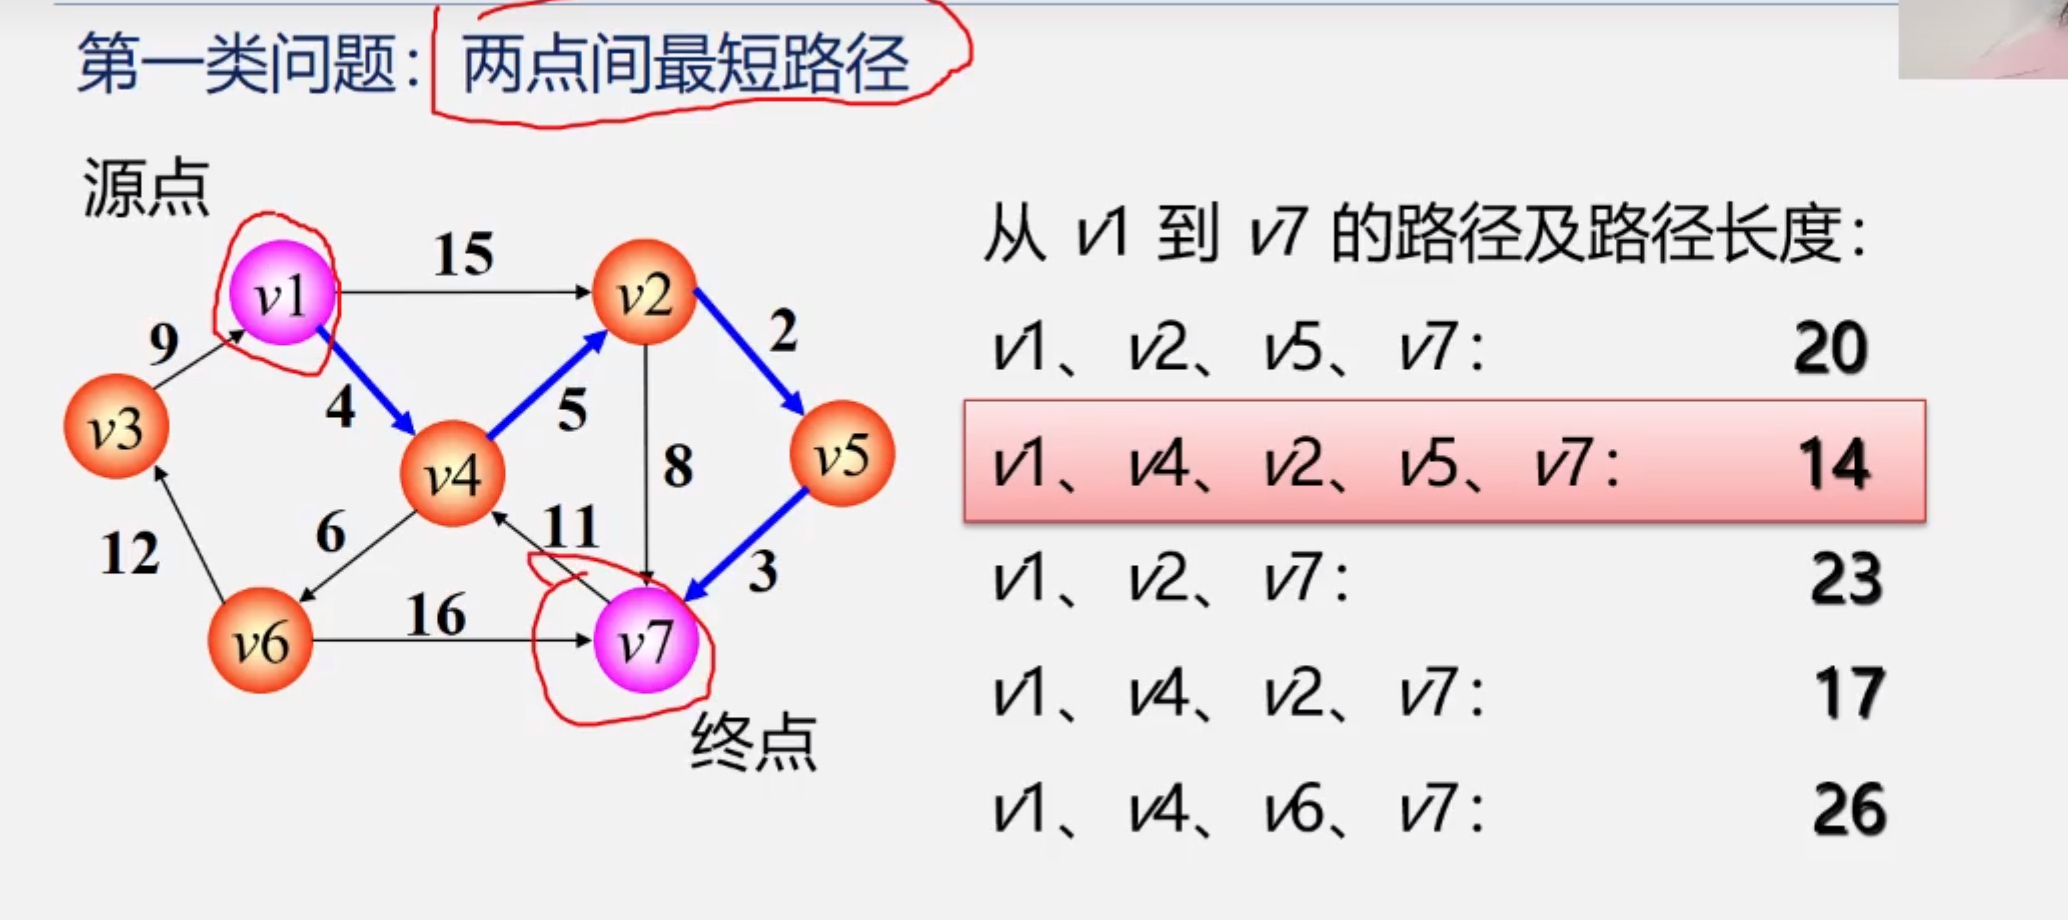 第一类问题：两点间最短路径
源点
从 v1 到 v7 的路径及路径长度：
15
v1
v2
9
2
v1、v2、v5、v7： 20
4
5
v3
v4
8
v5
v1、v4、v2、v5、v7： 14
12
6
11
3
v1、v2、v7： 23
16
v6
v7
v1、v4、v2、v7： 17
终点
v1、v4、v6、v7： 26